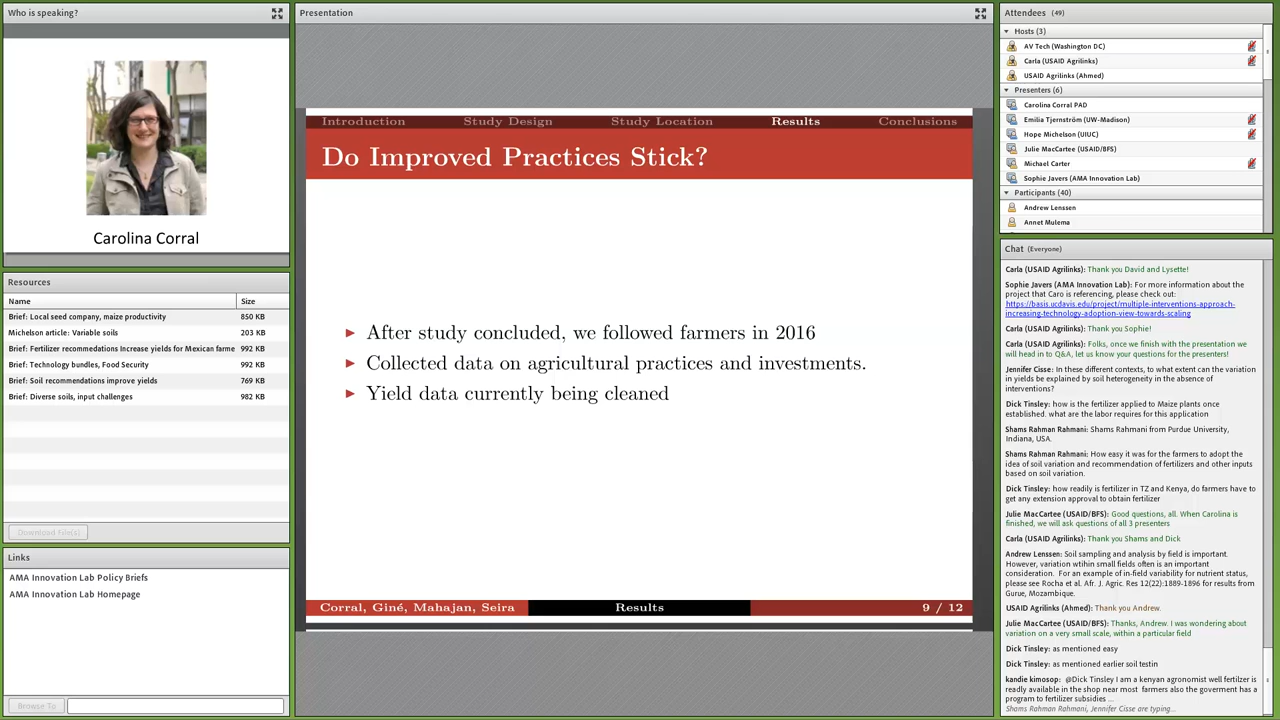 Who is speaking?
Carolina Corral
Resources
Name Size
Brief: Local seed company, maize productivity 850 KB
Michelson article: Variable soils 203 KB
Brief: Fertilizer recommendations Increase yields for Mexican farme 992 KB
Brief: Technology bundles, Food Security 992 KB
Brief: Soil recommendations improve yields 769 KB
Brief: Diverse soils, input challenges 982 KB
Download File(s)
Links
AMA Innovation Lab Policy Briefs
AMA Innovation Lab Homepage
Browse To
Presentation
Introduction Study Design Study Location Results Conclusions
Do Improved Practices Stick?
After study concluded, we followed farmers in 2016
Collected data on agricultural practices and investments.
Yield data currently being cleaned
Corral, Giné, Mahajan, Seira Results 9 / 12
Attendees (49)
Hosts (3)
AV Tech (Washington DC)
Carla (USAID Agrilinks)
USAID Agrilinks (Ahmed)
Presenters (6)
Carolina Corral PAD
Emilia Tjernström (UW-Madison)
Hope Michelson (UIUC)
Julie MacCartee (USAID/BFS)
Michael Carter
Sophie Javers (AMA Innovation Lab)
Participants (40)
Andrew Lenssen
Annet Mulema
Chat (Everyone)
Carla (USAID Agrilinks): Thank you David and Lysette!
Sophie Javers (AMA Innovation Lab): For more information about the
project that Caro is referencing, please check out:
https://basis.ucdavis.edu/project/multiple-interventions-approach-
increasing-technology-adoption-view-towards-scaling
Carla (USAID Agrilinks): Thank you Sophie!
Carla (USAID Agrilinks): Folks, once we finish with the presentation we
will head in to Q&A, let us know your questions for the presenters!
Jennifer Cisse: In these different contexts, to what extent can the variation
in yields be explained by soil heterogeneity in the absence of
interventions?
Dick Tinsley: how is the fertilizer applied to Maize plants once
established. what are the labor requires for this application
Shams Rahman Rahmani: Shams Rahmani from Purdue University,
Indiana, USA.
Shams Rahman Rahmani: How easy it was for the farmers to adopt the
idea of soil variation and recommendation of fertilizers and other inputs
based on soil variation.
Dick Tinsley: how readily is fertilizer in TZ and Kenya, do farmers have to
get any extension approval to obtain fertilizer
Julie MacCartee (USAID/BFS): Good questions, all. When Carolina is
finished, we will ask questions of all 3 presenters
Carla (USAID Agrilinks): Thank you Shams and Dick
Andrew Lenssen: Soil sampling and analysis by field is important.
However, variation wtihin small fields often is an important
consideration. For an example of in-field variability for nutrient status,
please see Rocha et al. Afr. J. Agric. Res 12(22):1889-1896 for results from
Gurue, Mozambique.
USAID Agrilinks (Ahmed): Thank you Andrew.
Julie MacCartee (USAID/BFS): Thanks, Andrew. I was wondering about
variation on a very small scale, within a particular field
Dick Tinsley: as mentioned easy
Dick Tinsley: as mentioned earlier soil testin
kandie kimosop: @Dick Tinsley I am a kenyan agronomist well fertilzer is
readily available in the shop near most farmers also the goverment has a
program to fertilizer subsidies ...
Shams Rahman Rahmani, Jennifer Cisse are typing...